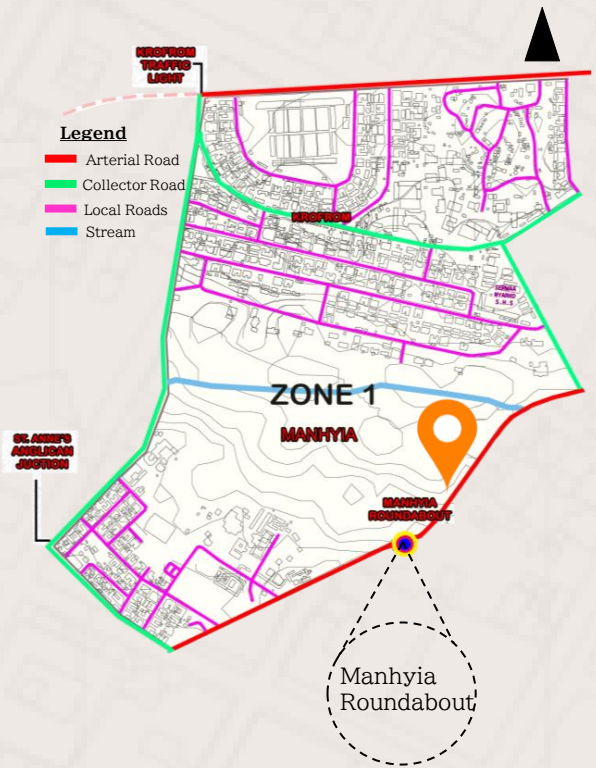 KROFROM
TRAFFIC
LIGHT
Legend
Arterial Road
Collector Road
Local Roads
Stream
KROFROM
S.H.S
ZONE 1
MANHYIA
ST. ANNE'S
ANGLICAN
JUCTION
MANHYIA
ROUNDABOUT
Manhyia
Roundabout